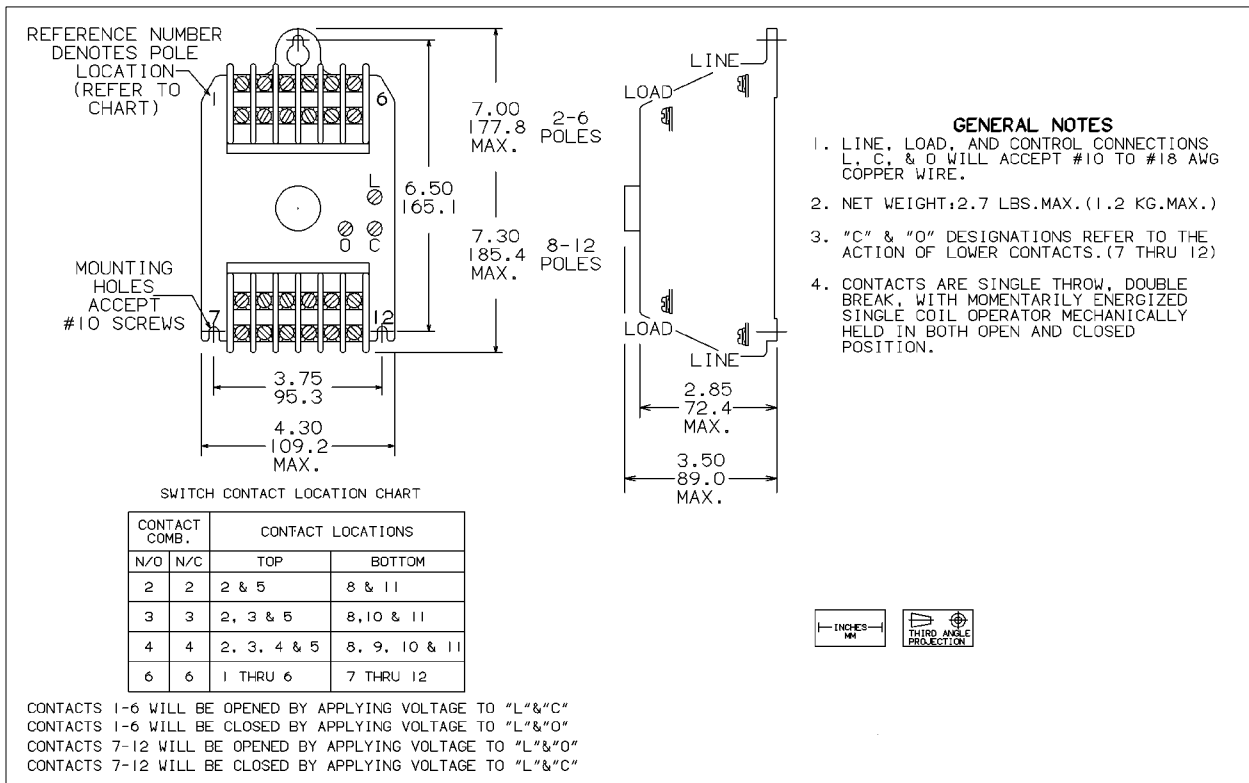 REFERENCE NUMBER
DENOTES POLE
LOCATION
(REFER TO
CHART)
1
6
L
O
C
7
12
MOUNTING
HOLES
ACCEPT
#10 SCREWS
7.00
177.8
MAX.
2-6
POLES
6.50
165.1
7.30
185.4
MAX.
8-12
POLES
3.75
95.3
4.30
109.2
MAX.
LINE
LOAD
LOAD
LINE
2.85
72.4
MAX.
3.50
89.0
MAX.
GENERAL NOTES
1. LINE, LOAD, AND CONTROL CONNECTIONS
L, C, & O WILL ACCEPT #10 TO #18 AWG
COPPER WIRE.
2. NET WEIGHT:2.7 LBS.MAX.(1.2 KG.MAX.)
3. "C" & "O" DESIGNATIONS REFER TO THE
ACTION OF LOWER CONTACTS.(7 THRU 12)
4. CONTACTS ARE SINGLE THROW, DOUBLE
BREAK, WITH MOMENTARILY ENERGIZED
SINGLE COIL OPERATOR MECHANICALLY
HELD IN BOTH OPEN AND CLOSED
POSITION.
SWITCH CONTACT LOCATION CHART
CONTACT COMB. CONTACT LOCATIONS
N/O N/C TOP BOTTOM
2 2 2 & 5 8 & 11
3 3 2, 3 & 5 8,10 & 11
4 4 2, 3, 4 & 5 8, 9, 10 & 11
6 6 1 THRU 6 7 THRU 12
CONTACTS 1-6 WILL BE OPENED BY APPLYING VOLTAGE TO "L"&"C"
CONTACTS 1-6 WILL BE CLOSED BY APPLYING VOLTAGE TO "L"&"O"
CONTACTS 7-12 WILL BE OPENED BY APPLYING VOLTAGE TO "L"&"O"
CONTACTS 7-12 WILL BE CLOSED BY APPLYING VOLTAGE TO "L"&"C"
INCHES
MM
THIRD ANGLE
PROJECTION